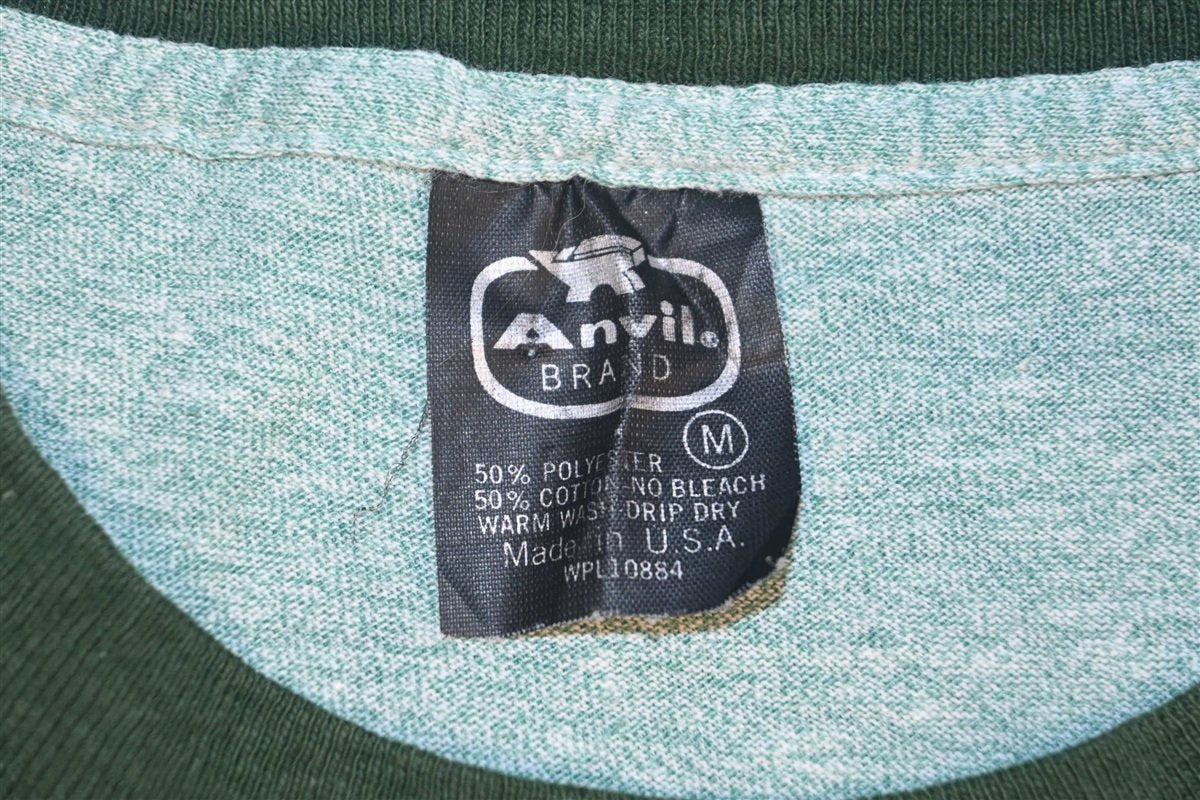 Anvil®
BRAND
M
50% POLYESTER
50% COTTON-NO BLEACH
WARM WASH DRIP DRY
Made in U.S.A.
WPL10884